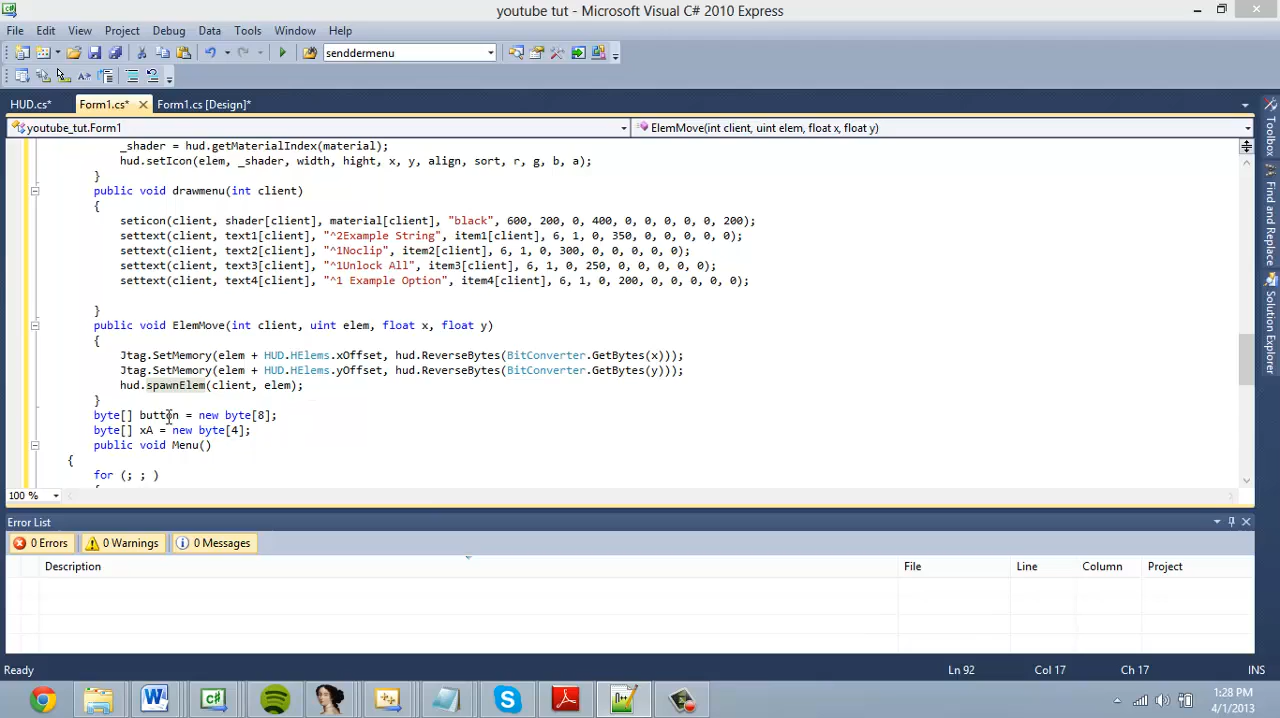 youtube tut - Microsoft Visual C# 2010 Express
File Edit View Project Debug Data Tools Window Help
senddermenu
HUD.cs* Form1.cs* Form1.cs [Design]*
youtube_tut.Form1 ElemMove(int client, uint elem, float x, float y)
_shader = hud.getMaterialIndex(material);
hud.setIcon(elem, _shader, width, hight, x, y, align, sort, r, g, b, a);
}
public void drawmenu(int client)
{
seticon(client, shader[client], material[client], "black", 600, 200, 0, 400, 0, 0, 0, 0, 0, 200);
settext(client, text1[client], "^2Example String", item1[client], 6, 1, 0, 350, 0, 0, 0, 0, 0);
settext(client, text2[client], "^1Noclip", item2[client], 6, 1, 0, 300, 0, 0, 0, 0, 0);
settext(client, text3[client], "^1Unlock All", item3[client], 6, 1, 0, 250, 0, 0, 0, 0, 0);
settext(client, text4[client], "^1 Example Option", item4[client], 6, 1, 0, 200, 0, 0, 0, 0, 0);
}
public void ElemMove(int client, uint elem, float x, float y)
{
Jtag.SetMemory(elem + HUD.HElems.xOffset, hud.ReverseBytes(BitConverter.GetBytes(x)));
Jtag.SetMemory(elem + HUD.HElems.yOffset, hud.ReverseBytes(BitConverter.GetBytes(y)));
hud.spawnElem(client, elem);
}
byte[] button = new byte[8];
byte[] xA = new byte[4];
public void Menu()
{
for (; ; )
100 %
Toolbox
Find and Replace
Solution Explorer
Error List
0 Errors 0 Warnings 0 Messages
Description File Line Column Project
Ready Ln 92 Col 17 Ch 17 INS
1:28 PM
4/1/2013